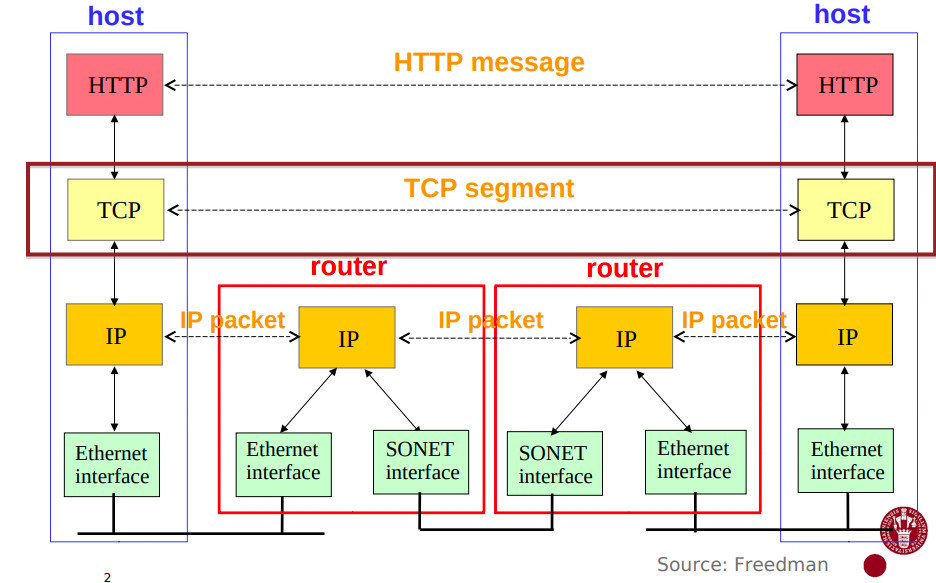 host
host
HTTP
HTTP message
HTTP
TCP
TCP segment
TCP
router
router
IP
IP packet
IP
IP packet
IP
IP packet
IP
Ethernet
interface
Ethernet
interface
SONET
interface
SONET
interface
Ethernet
interface
Ethernet
interface
Source: Freedman
2